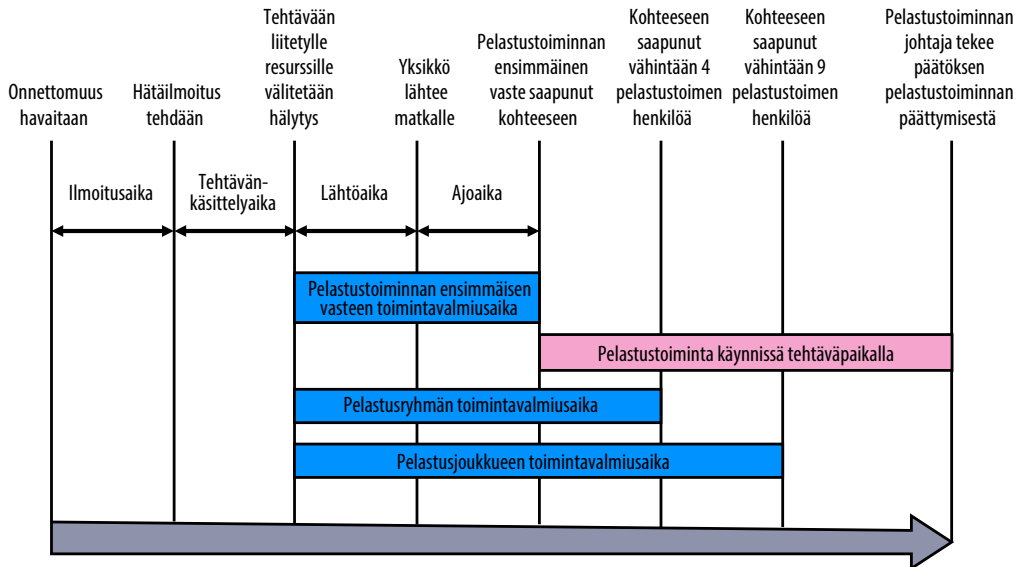 Onnettomuus
havaitaan
Hätäilmoitus
tehdään
Tehtävään
liitetylle
resurssille
välitetään
hälytys
Yksikkö
lähtee
matkalle
Pelastustoiminnan
ensimmäinen
vaste saapunut
kohteeseen
Kohteeseen
saapunut
vähintään 4
pelastustoimen
henkilöä
Kohteeseen
saapunut
vähintään 9
pelastustoimen
henkilöä
Pelastustoiminnan
johtaja tekee
päätöksen
pelastustoiminnan
päättymisestä
Ilmoitusaika
Tehtävän-
käsittelyaika
Lähtöaika
Ajoaika
Pelastustoiminnan ensimmäisen
vasteen toimintavalmiusaika
Pelastustoiminta käynnissä tehtäväpaikalla
Pelastusryhmän toimintavalmiusaika
Pelastusjoukkueen toimintavalmiusaika